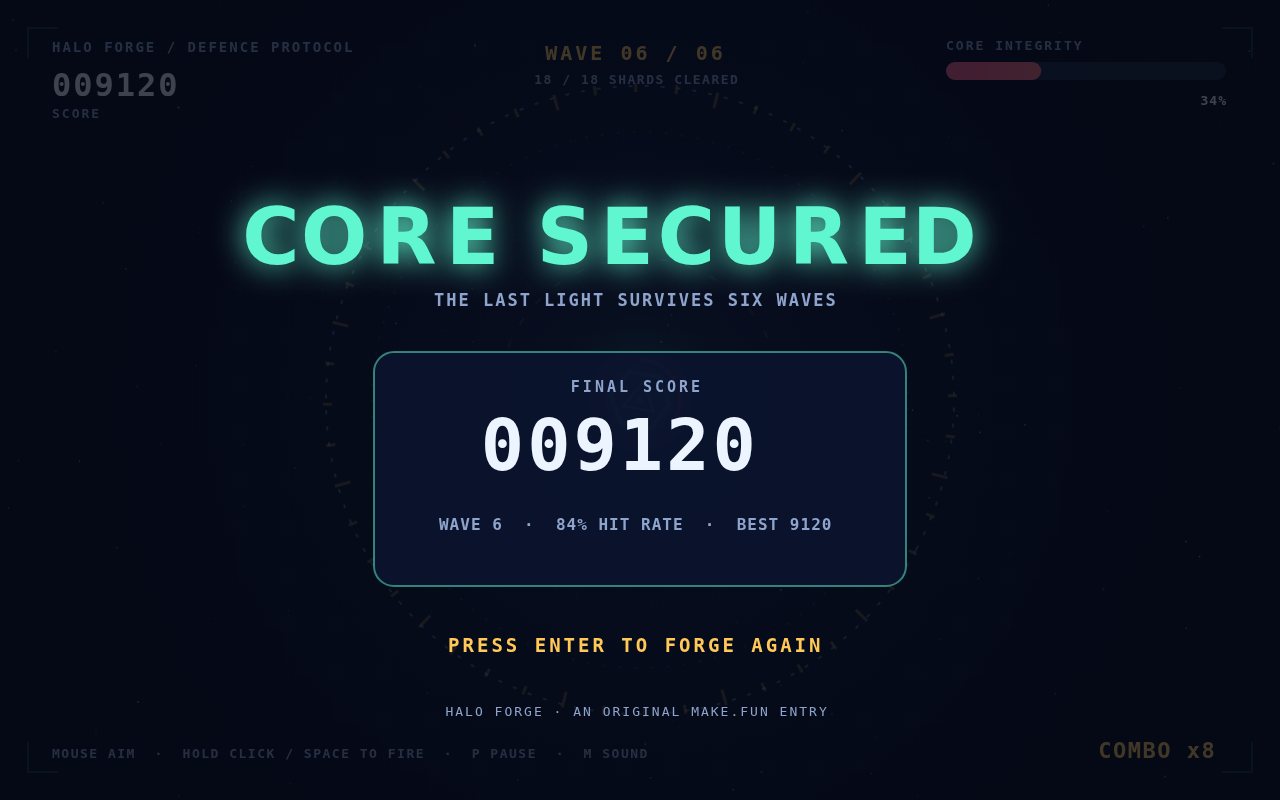 HALO FORGE / DEFENCE PROTOCOL
009120
SCORE
WAVE 06 / 06
18 / 18 SHARDS CLEARED
CORE INTEGRITY
34%
CORE SECURED
THE LAST LIGHT SURVIVES SIX WAVES
FINAL SCORE
009120
WAVE 6 · 84% HIT RATE · BEST 9120
PRESS ENTER TO FORGE AGAIN
HALO FORGE · AN ORIGINAL MAKE.FUN ENTRY
MOUSE AIM · HOLD CLICK / SPACE TO FIRE · P PAUSE · M SOUND
COMBO x8